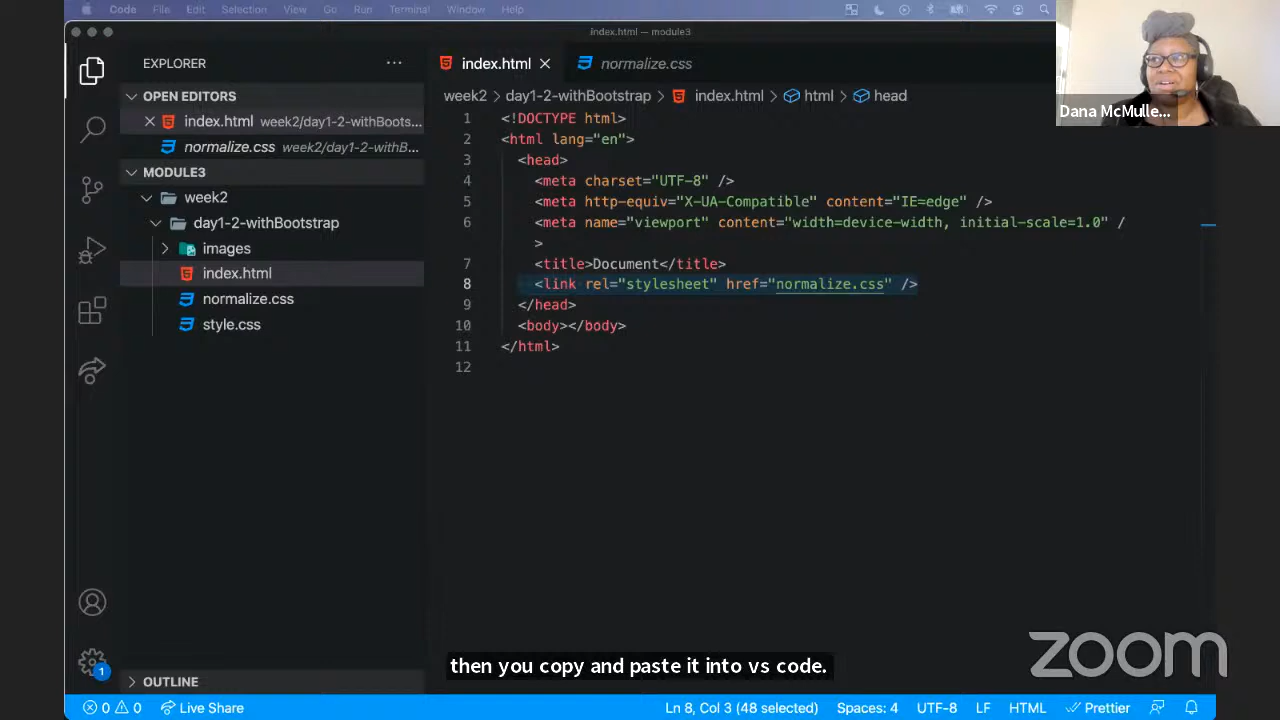 Code File Edit Selection View Go Run Terminal Window Help
index.html — module3
EXPLORER
OPEN EDITORS
index.html week2/day1-2-withBoots...
normalize.css week2/day1-2-withB...
MODULE3
week2
day1-2-withBootstrap
images
index.html
normalize.css
style.css
OUTLINE
1
index.html
normalize.css
week2 > day1-2-withBootstrap > index.html > html > head
1 <!DOCTYPE html>
2 <html lang="en">
3 <head>
4 <meta charset="UTF-8" />
5 <meta http-equiv="X-UA-Compatible" content="IE=edge" />
6 <meta name="viewport" content="width=device-width, initial-scale=1.0" /
>
7 <title>Document</title>
8 <link rel="stylesheet" href="normalize.css" />
9 </head>
10 <body></body>
11 </html>
12
Dana McMulle...
then you copy and paste it into vs code.
zoom
0 0 Live Share
Ln 8, Col 3 (48 selected) Spaces: 4 UTF-8 LF HTML Prettier